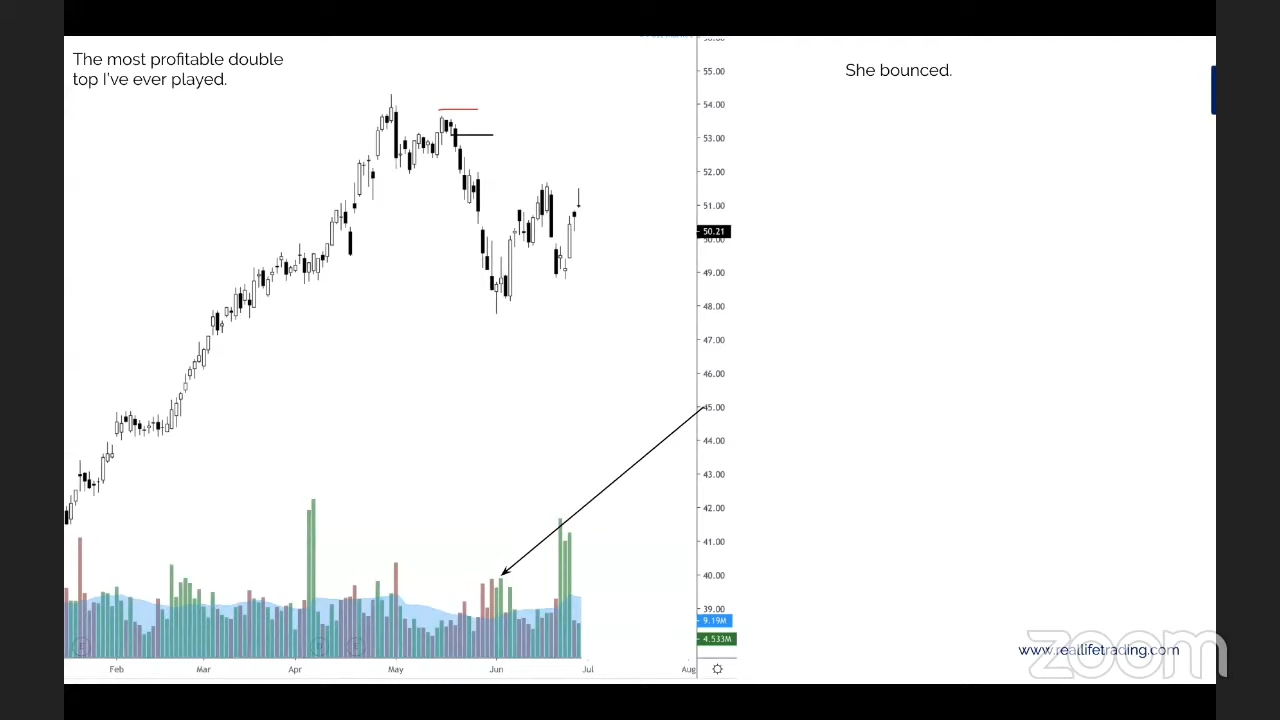 The most profitable double
top I've ever played.
She bounced.
55.00
54.00
53.00
52.00
51.00
50.21
50.00
49.00
48.00
47.00
46.00
45.00
44.00
43.00
42.00
41.00
40.00
39.00
9.19M
4.533M
E D E
Feb Mar Apr May Jun Jul Aug
www.reallifetrading.com
zoom